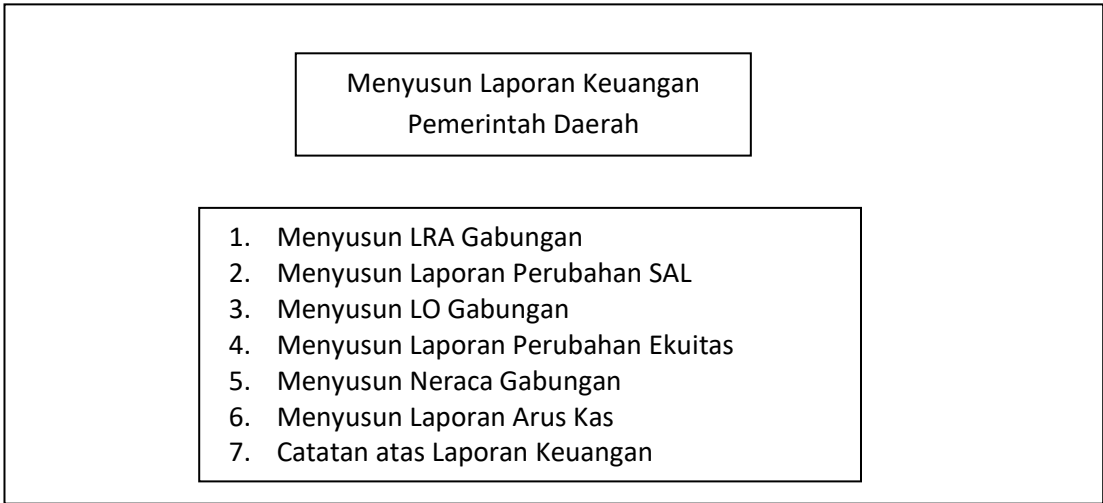 Menyusun Laporan Keuangan
Pemerintah Daerah
1. Menyusun LRA Gabungan
2. Menyusun Laporan Perubahan SAL
3. Menyusun LO Gabungan
4. Menyusun Laporan Perubahan Ekuitas
5. Menyusun Neraca Gabungan
6. Menyusun Laporan Arus Kas
7. Catatan atas Laporan Keuangan